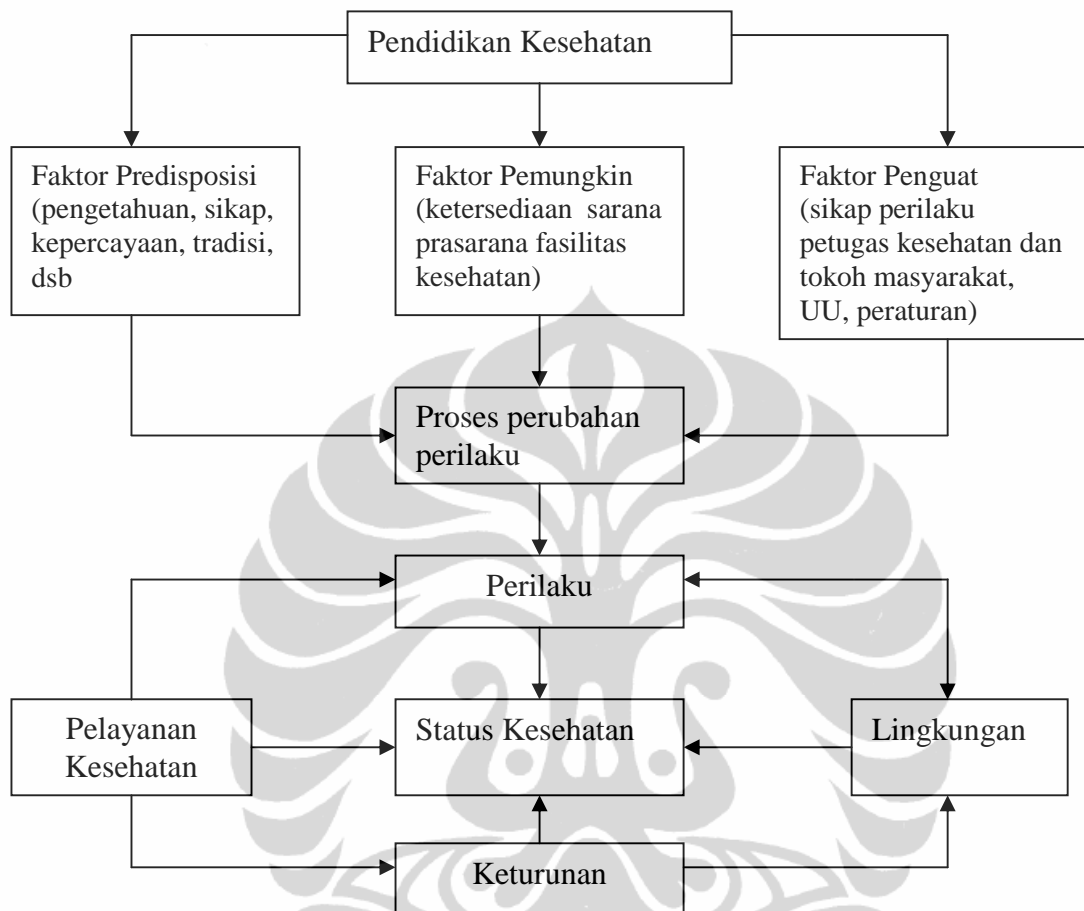 Pendidikan Kesehatan
Faktor Predisposisi
(pengetahuan, sikap,
kepercayaan, tradisi,
dsb
Faktor Pemungkin
(ketersediaan sarana
prasarana fasilitas
kesehatan)
Faktor Penguat
(sikap perilaku
petugas kesehatan dan
tokoh masyarakat,
UU, peraturan)
Proses perubahan
perilaku
Perilaku
Pelayanan
Kesehatan
Status Kesehatan
Lingkungan
Keturunan